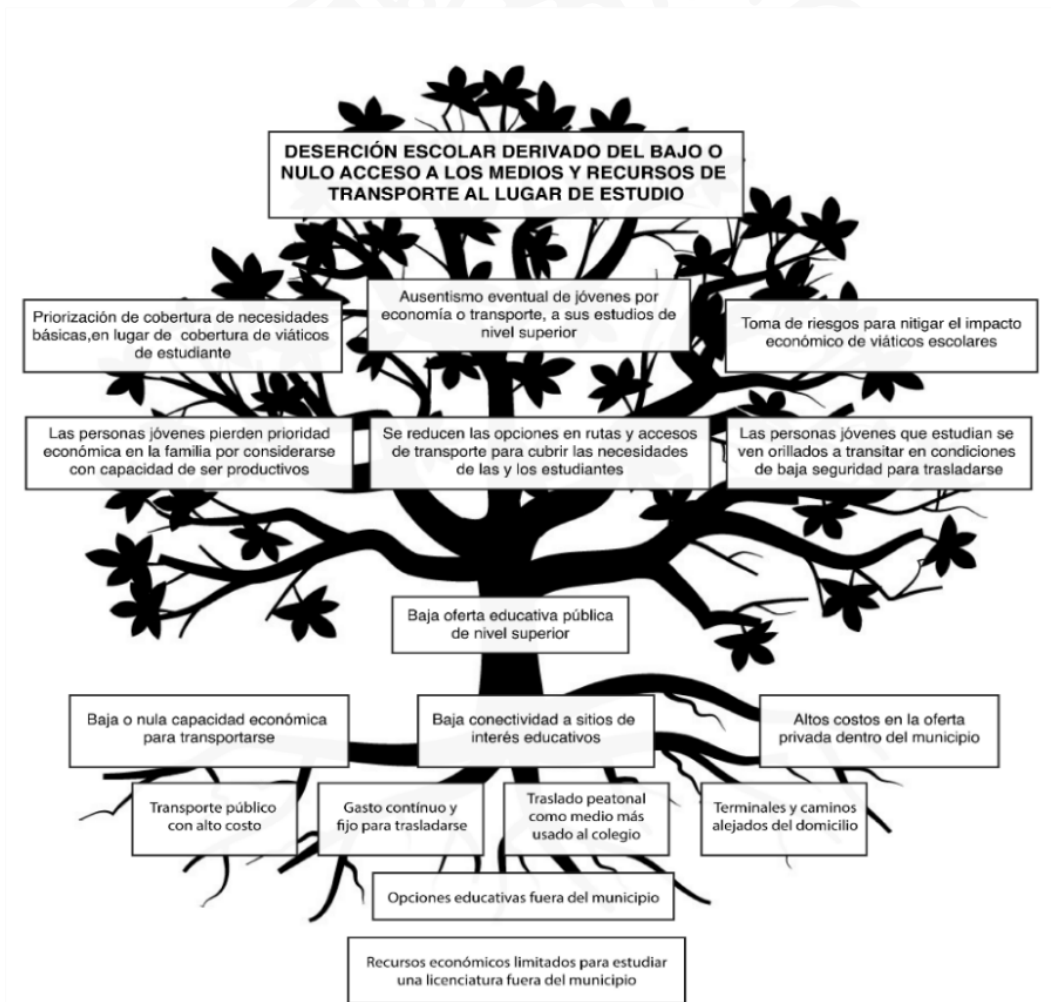 DESERCIÓN ESCOLAR DERIVADO DEL BAJO O
NULO ACCESO A LOS MEDIOS Y RECURSOS DE
TRANSPORTE AL LUGAR DE ESTUDIO
Priorización de cobertura de necesidades
básicas,en lugar de cobertura de viáticos
de estudiante
Ausentismo eventual de jóvenes por
economía o transporte, a sus estudios de
nivel superior
Toma de riesgos para nitigar el impacto
económico de viáticos escolares
Las personas jóvenes pierden prioridad
económica en la familia por considerarse
con capacidad de ser productivos
Se reducen las opciones en rutas y accesos
de transporte para cubrir las necesidades
de las y los estudiantes
Las personas jóvenes que estudian se
ven orillados a transitar en condiciones
de baja seguridad para trasladarse
Baja oferta educativa pública
de nivel superior
Baja o nula capacidad económica
para transportarse
Baja conectividad a sitios de
interés educativos
Altos costos en la oferta
privada dentro del municipio
Transporte público
con alto costo
Gasto contínuo y
fijo para trasladarse
Traslado peatonal
como medio más
usado al colegio
Terminales y caminos
alejados del domicilio
Opciones educativas fuera del municipio
Recursos económicos limitados para estudiar
una licenciatura fuera del municipio